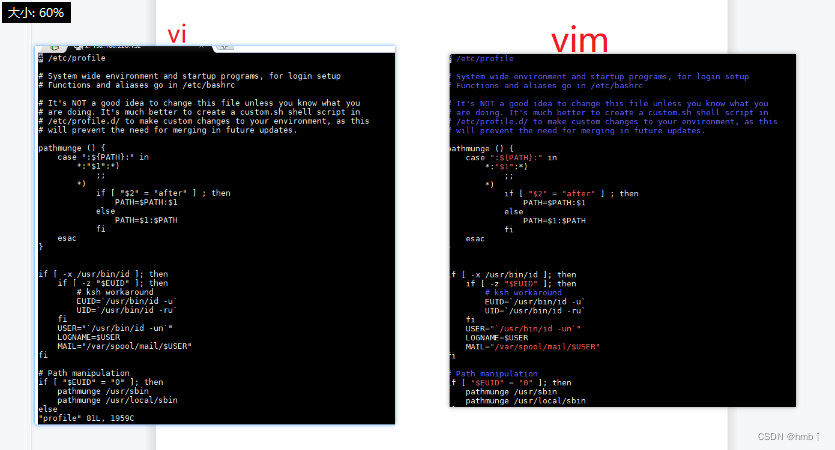 大小: 60%
vi
vim
# /etc/profile
# System wide environment and startup programs, for login setup
# Functions and aliases go in /etc/bashrc
# It's NOT a good idea to change this file unless you know what you
# are doing. It's much better to create a custom.sh shell script in
# /etc/profile.d/ to make custom changes to your environment, as this
# will prevent the need for merging in future updates.
pathmunge () {
    case ":${PATH}:" in
        *:"$1":*)
            ;;
        *)
            if [ "$2" = "after" ] ; then
                PATH=$PATH:$1
            else
                PATH=$1:$PATH
            fi
    esac
}
if [ -x /usr/bin/id ]; then
    if [ -z "$EUID" ]; then
        # ksh workaround
        EUID=`/usr/bin/id -u`
        UID=`/usr/bin/id -ru`
    fi
    USER="`/usr/bin/id -un`"
    LOGNAME=$USER
    MAIL="/var/spool/mail/$USER"
fi
# Path manipulation
if [ "$EUID" = "0" ]; then
    pathmunge /usr/sbin
    pathmunge /usr/local/sbin
else
"profile" 81L, 1959C
# /etc/profile
# System wide environment and startup programs, for login setup
# Functions and aliases go in /etc/bashrc
# It's NOT a good idea to change this file unless you know what you
# are doing. It's much better to create a custom.sh shell script in
# /etc/profile.d/ to make custom changes to your environment, as this
# will prevent the need for merging in future updates.
pathmunge () {
    case ":${PATH}:" in
        *:"$1":*)
            ;;
        *)
            if [ "$2" = "after" ] ; then
                PATH=$PATH:$1
            else
                PATH=$1:$PATH
            fi
    esac
if [ -x /usr/bin/id ]; then
    if [ -z "$EUID" ]; then
        # ksh workaround
        EUID=`/usr/bin/id -u`
        UID=`/usr/bin/id -ru`
    fi
    USER="`/usr/bin/id -un`"
    LOGNAME=$USER
    MAIL="/var/spool/mail/$USER"
fi
# Path manipulation
if [ "$EUID" = "0" ]; then
    pathmunge /usr/sbin
    pathmunge /usr/local/sbin
CSDN @hmb↑